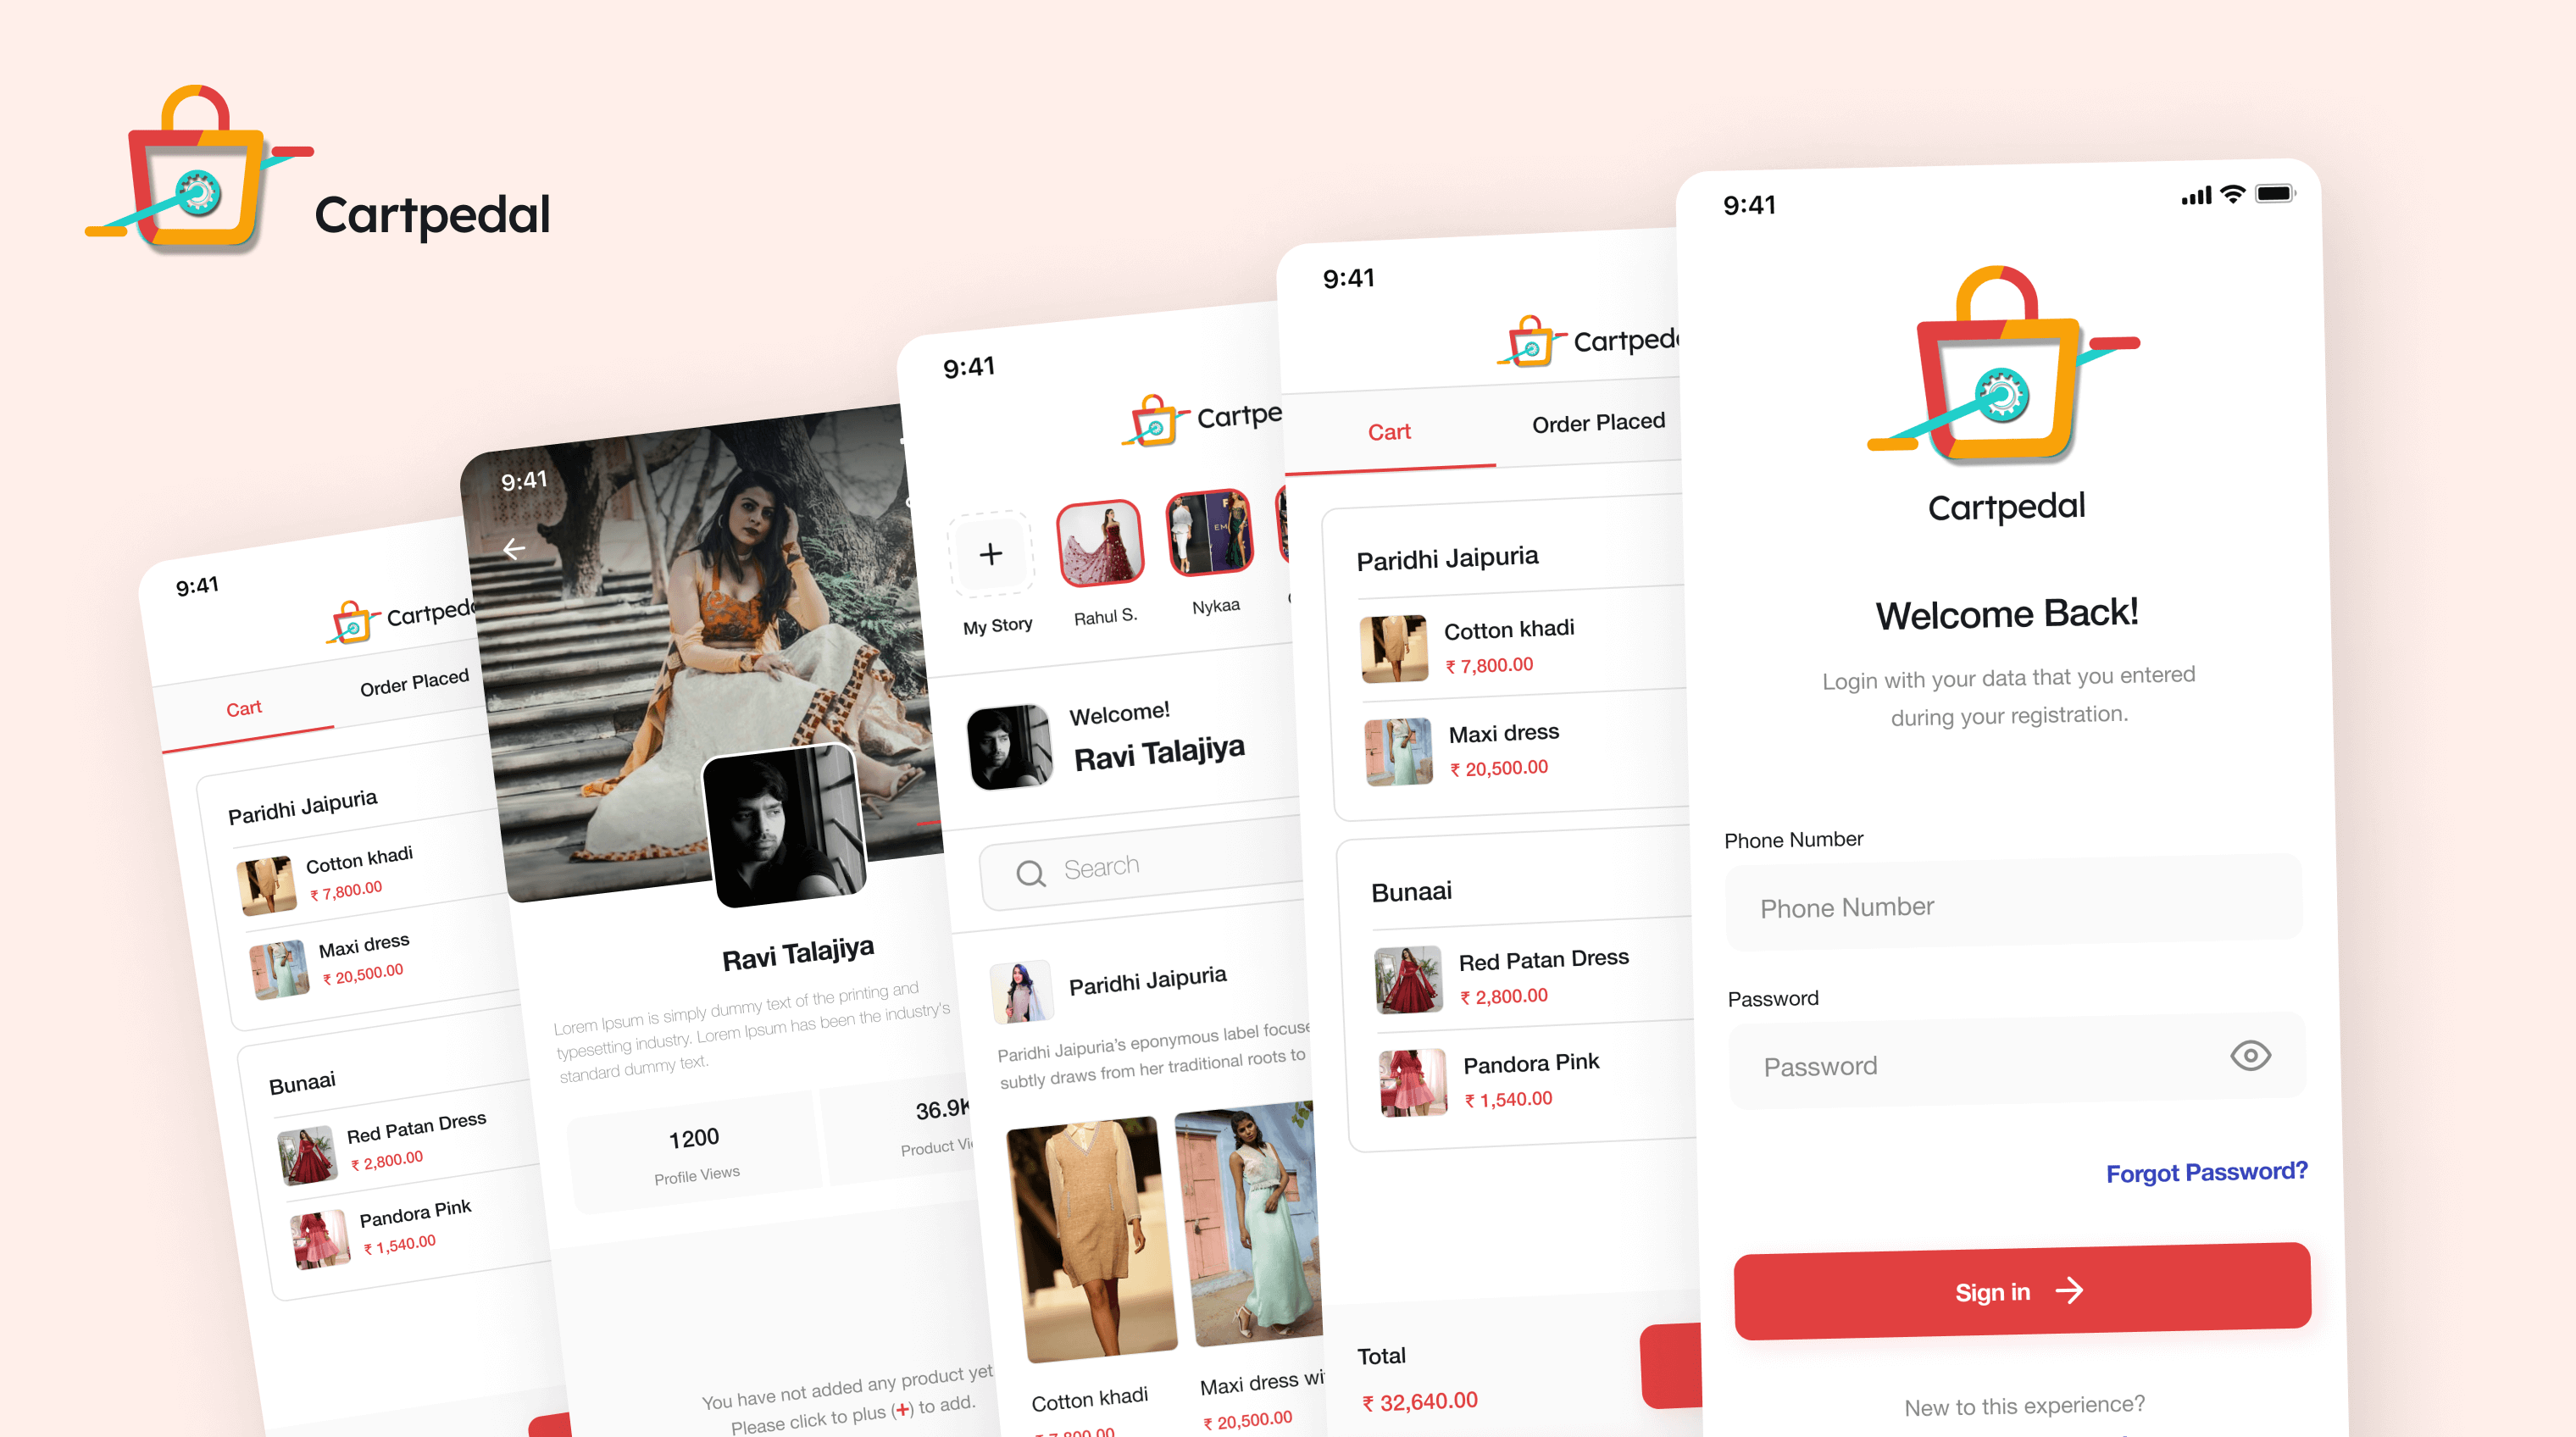 Cartpedal
9:41
Cartped
Cart
Order Placed
Paridhi Jaipuria
Cotton khadi
₹ 7,800.00
Maxi dress
₹ 20,500.00
Bunaai
Red Patan Dress
₹ 2,800.00
Pandora Pink
₹ 1,540.00
9:41
Ravi Talajiya
Lorem Ipsum is simply dummy text of the printing and
typesetting industry. Lorem Ipsum has been the industry's
standard dummy text.
1200
Profile Views
36.9K
Product Vi
You have not added any product yet
Please click to plus (+) to add.
9:41
Cartpe
My Story
Rahul S.
Nykaa
Welcome!
Ravi Talajiya
Search
Paridhi Jaipuria
Paridhi Jaipuria's eponymous label focuse
subtly draws from her traditional roots to
Cotton khadi
Maxi dress wi
₹ 20,500.00
9:41
Cartped
Cart
Order Placed
Paridhi Jaipuria
Cotton khadi
₹ 7,800.00
Maxi dress
₹ 20,500.00
Bunaai
Red Patan Dress
₹ 2,800.00
Pandora Pink
₹ 1,540.00
Total
₹ 32,640.00
9:41
Cartpedal
Welcome Back!
Login with your data that you entered
during your registration.
Phone Number
Phone Number
Password
Password
Forgot Password?
Sign in
New to this experience?